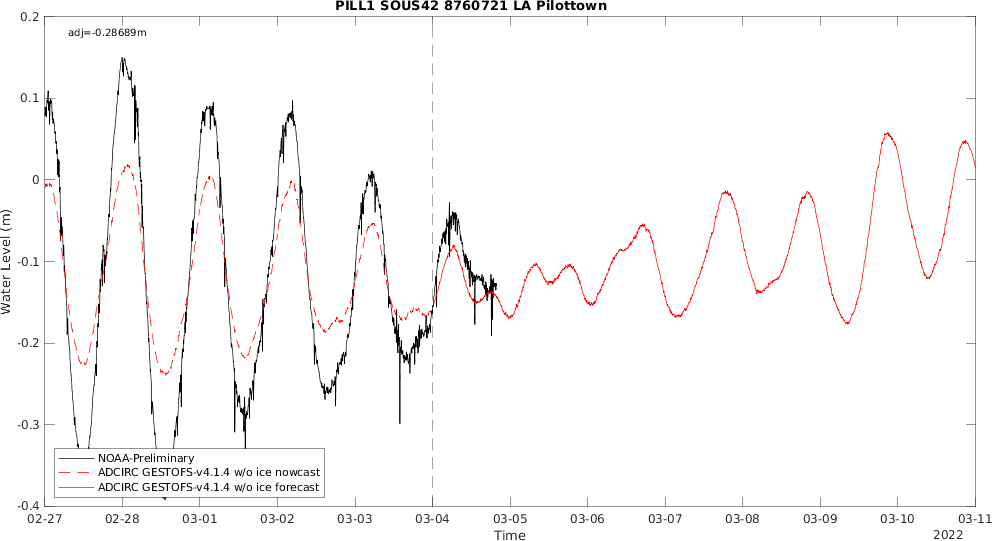 PILL1 SOUS42 8760721 LA Pilottown
adj=-0.28689m
Water Level (m)
0.2
0.1
0
-0.1
-0.2
-0.3
-0.4
NOAA-Preliminary
ADCIRC GESTOFS-v4.1.4 w/o ice nowcast
ADCIRC GESTOFS-v4.1.4 w/o ice forecast
02-27 02-28 03-01 03-02 03-03 03-04 03-05 03-06 03-07 03-08 03-09 03-10 03-11
Time
2022